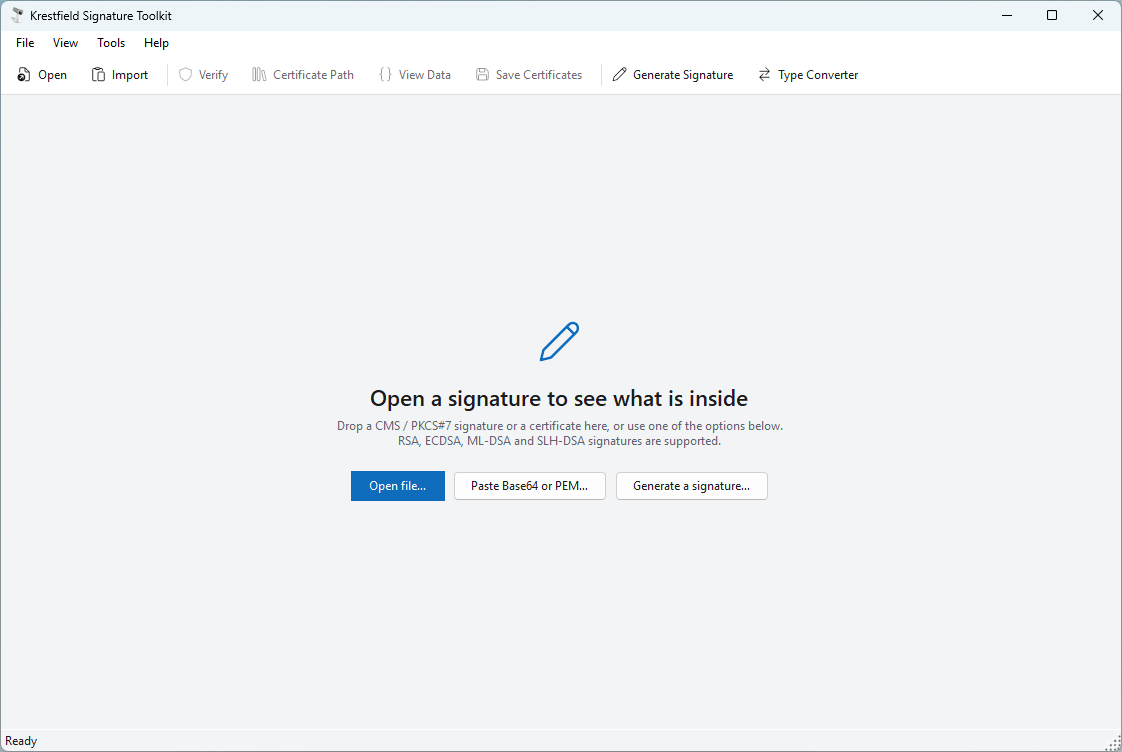 Krestfield Signature Toolkit
File View Tools Help
Open Import Verify Certificate Path { } View Data Save Certificates Generate Signature Type Converter
Open a signature to see what is inside
Drop a CMS / PKCS#7 signature or a certificate here, or use one of the options below.
RSA, ECDSA, ML-DSA and SLH-DSA signatures are supported.
Open file... Paste Base64 or PEM... Generate a signature...
Ready